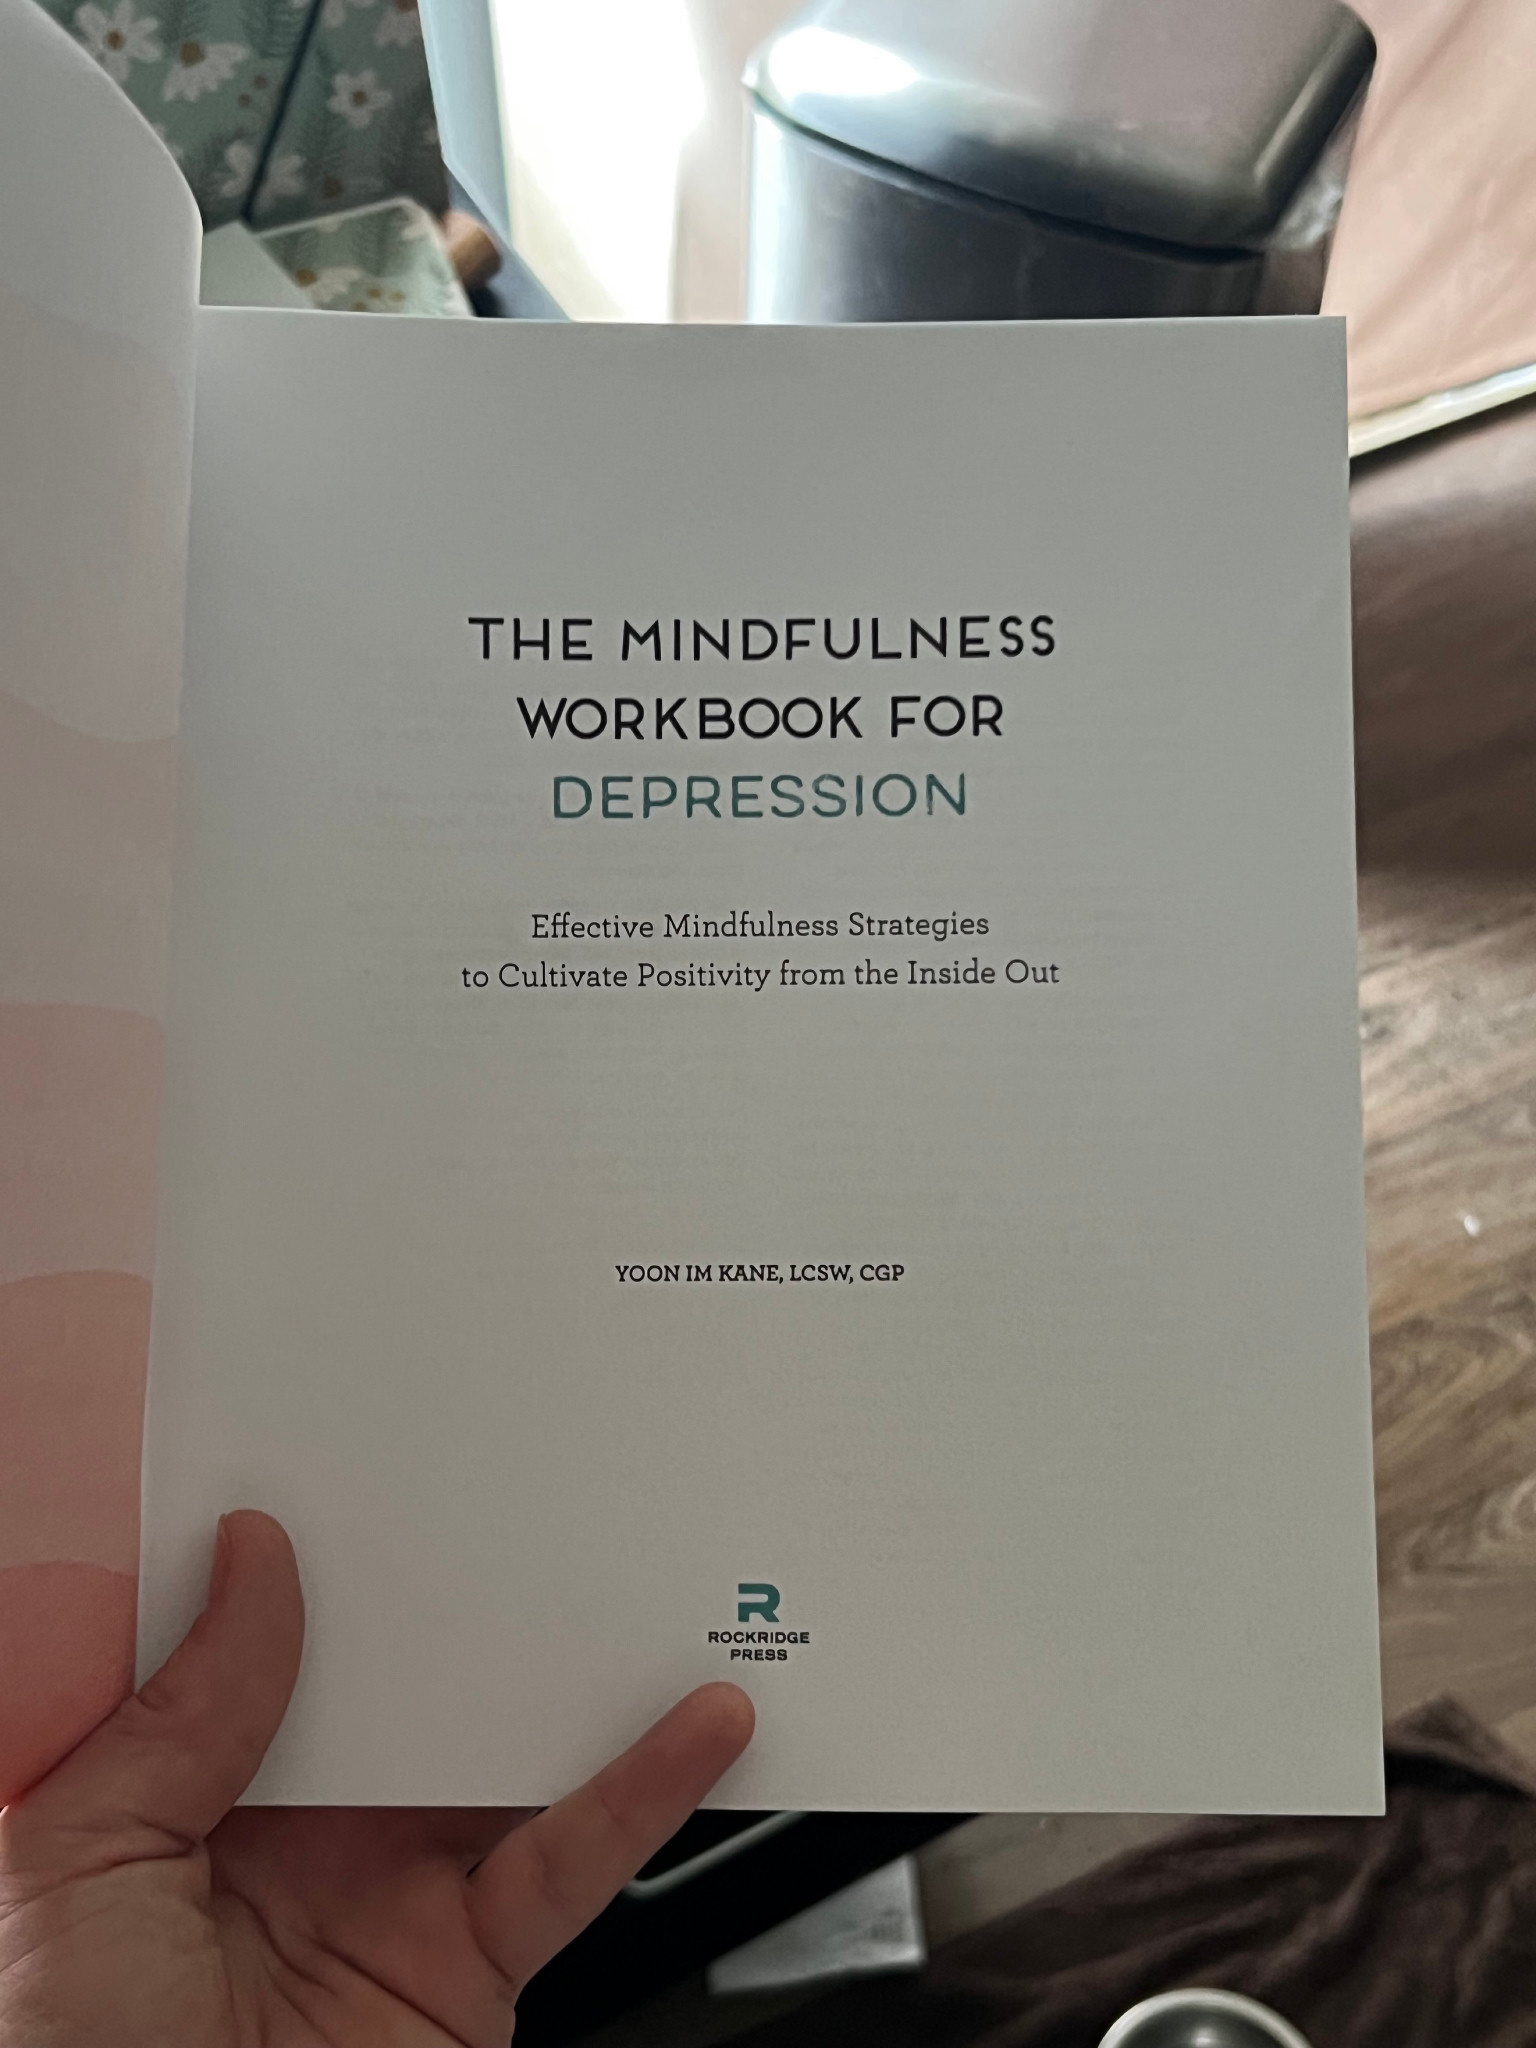 THE MINDFULNESS
WORKBOOK FOR
DEPRESSION
Effective Mindfulness Strategies
to Cultivate Positivity from the Inside Out
YOON IM KANE, LCSW, CGP
R
ROCKRIDGE
PRESS